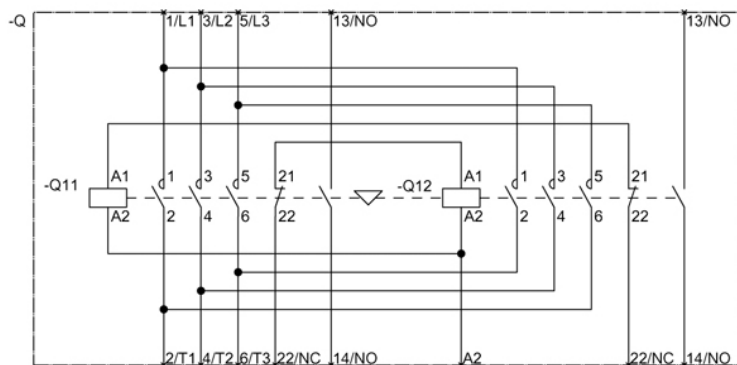 -Q 1/L1 3/L2 5/L3 13/NO 13/NO
A1 1 3 5 21 A1 1 3 5 21
-Q11 -Q12
A2 2 4 6 22 A2 2 4 6 22
2/T1 4/T2 6/T3 22/NC 14/NO A2 22/NC 14/NO